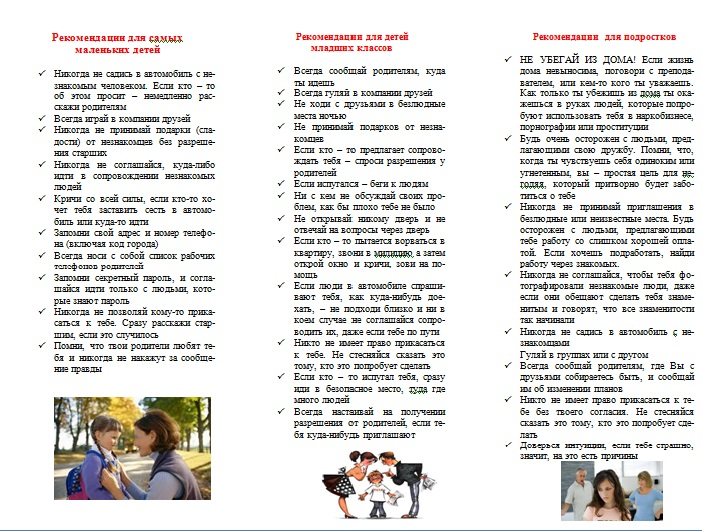 Рекомендации для самых
маленьких детей
Никогда не садись в автомобиль с не-
знакомым человеком. Если кто – то
об этом просит – немедленно рас-
скажи родителям
Всегда играй в компании друзей
Никогда не принимай подарки (сла-
дости) от незнакомцев без разреше-
ния старших
Никогда не соглашайся, куда-либо
идти в сопровождении незнакомых
людей
Кричи со всей силы, если кто-то хо-
чет тебя заставить сесть в автомо-
биль или куда-то идти
Запомни свой адрес и номер телефо-
на (включая код города)
Всегда носи с собой список рабочих
телефонов родителей
Запомни секретный пароль, и согла-
шайся идти только с людьми, кото-
рые знают пароль
Никогда не позволяй кому-то прика-
саться к тебе. Сразу расскажи стар-
шим, если это случилось
Помни, что твои родители любят те-
бя и никогда не накажут за сообще-
ние правды
Рекомендации для детей
младших классов
Всегда сообщай родителям, куда
ты идешь
Всегда гуляй в компании друзей
Не ходи с друзьями в безлюдные
места ночью
Не принимай подарков от незна-
комцев
Если кто – то предлагает сопрово-
ждать тебя – спроси разрешения у
родителей
Если испугался – беги к людям
Ни с кем не обсуждай своих про-
блем, как бы плохо тебе не было
Не открывай никому дверь и не
отвечай на вопросы через дверь
Если кто – то пытается ворваться в
квартиру, звони в милицию а затем
открой окно и кричи, зови на по-
мощь
Если люди в автомобиле спраши-
вают тебя, как куда-нибудь дое-
хать, – не подходи близко и ни в
коем случае не соглашайся сопро-
водить их, даже если тебе по пути
Никто не имеет право прикасаться
к тебе. Не стесняйся сказать это
тому, кто это попробует сделать
Если кто – то испугал тебя, сразу
иди в безопасное место, туда где
много людей
Всегда настаивай на получении
разрешения от родителей, если те-
бя куда-нибудь приглашают
Рекомендации для подростков
НЕ УБЕГАЙ ИЗ ДОМА! Если жизнь
дома невыносима, поговори с препода-
вателем, или кем-то кого ты уважаешь.
Как только ты убежишь из дома ты ока-
жешься в руках людей, которые попро-
буют использовать тебя в наркобизнесе,
порнографии или проституции
Будь очень осторожен с людьми, пред-
лагающими свою дружбу. Помни, что,
когда ты чувствуешь себя одиноким или
угнетенным, вы – простая цель для не-
годяя, который притворно будет забо-
титься о тебе
Никогда не принимай приглашения в
безлюдные или неизвестные места. Будь
осторожен с людьми, предлагающими
тебе работу со слишком хорошей опла-
той. Если хочешь подработать, найди
работу через знакомых.
Никогда не соглашайся, чтобы тебя фо-
тографировали незнакомые люди, даже
если они обещают сделать тебя знаме-
нитым и говорят, что все знаменитости
так начинали
Никогда не садись в автомобиль с не-
знакомцами
Гуляй в группах или с другом
Всегда сообщай родителям, где Вы с
друзьями собираетесь быть, и сообщай
им об изменении планов
Никто не имеет право прикасаться к те-
бе без твоего согласия. Не стесняйся
сказать это тому, кто это попробует сде-
лать
Доверься интуиции, если тебе страшно,
значит, на это есть причины